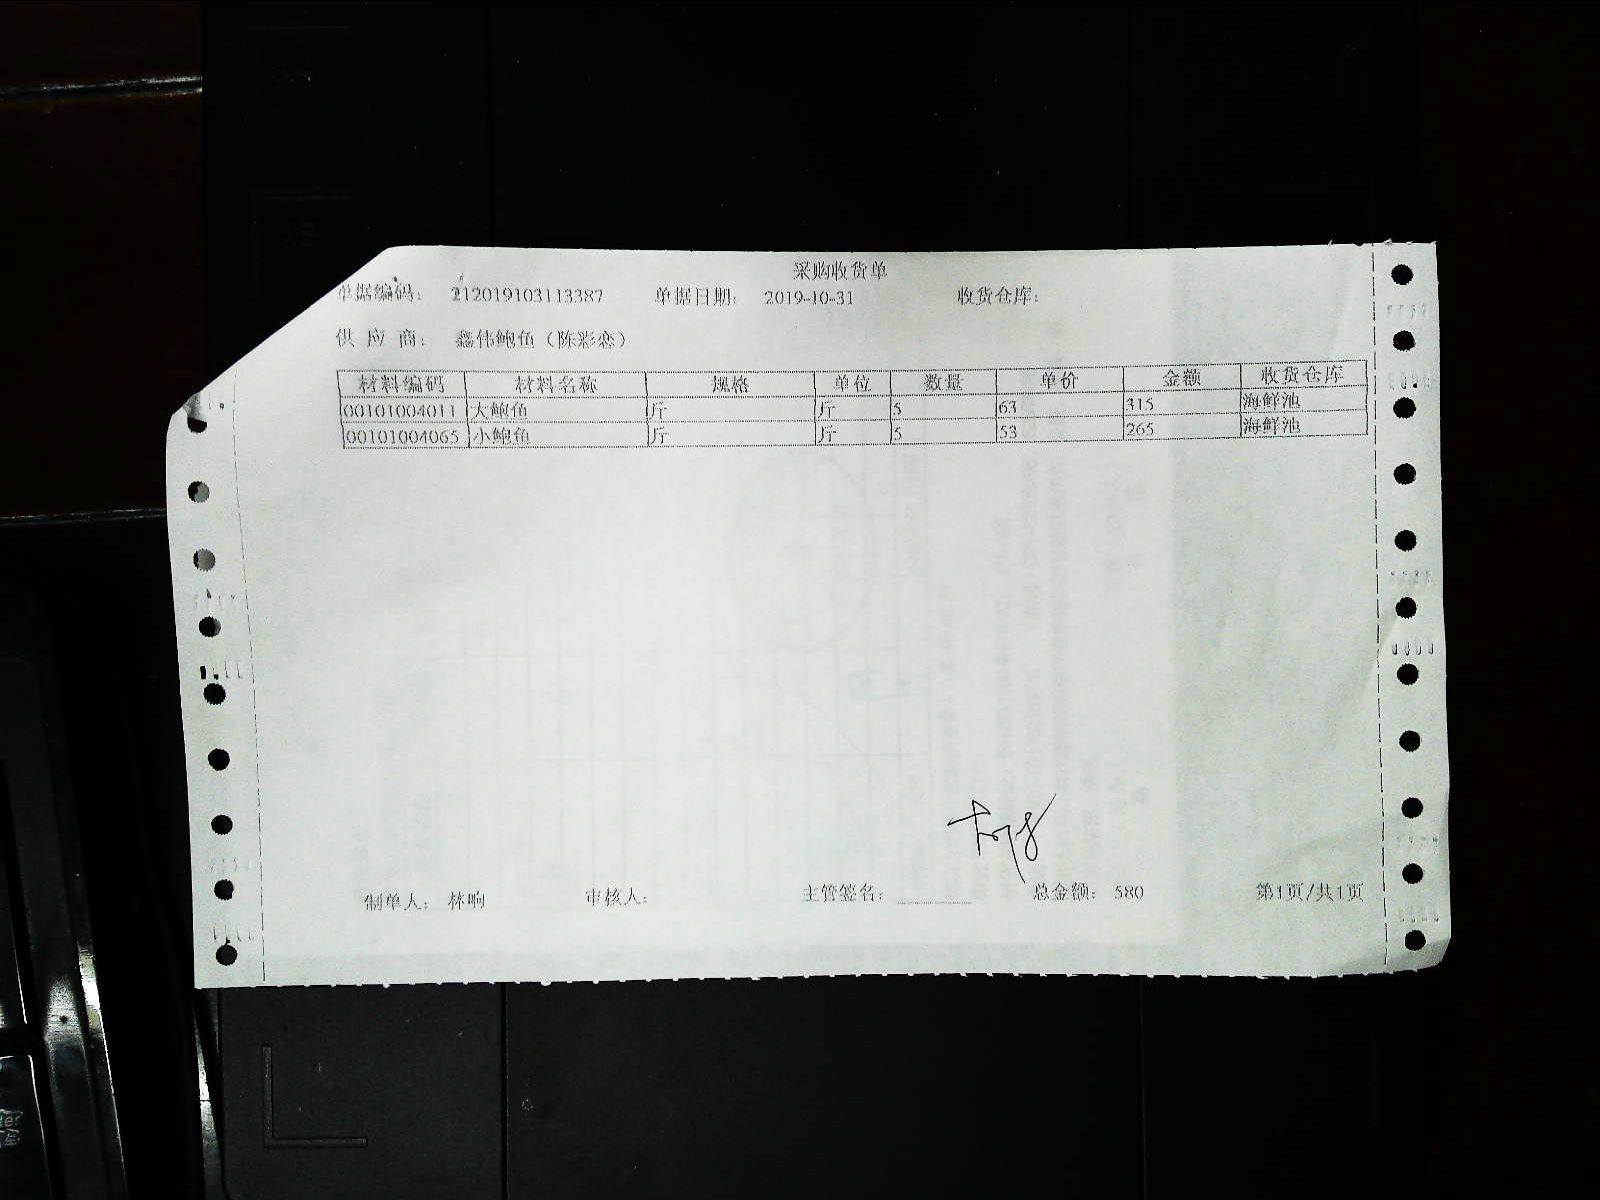 采购收货单
单据编码： 212019103113387 单据日期： 2019-10-31 收货仓库：
供 应 商： 鑫伟鲍鱼（陈彩恋）
材料编码 材料名称 规格 单位 数量 单价 金额 收货仓库
00101004011 大鲍鱼 斤 斤 5 63 315 海鲜池
00101004065 小鲍鱼 斤 斤 5 53 265 海鲜池
制单人： 林晌 审核人： 主管签名： 总金额： 580 第1页/共1页